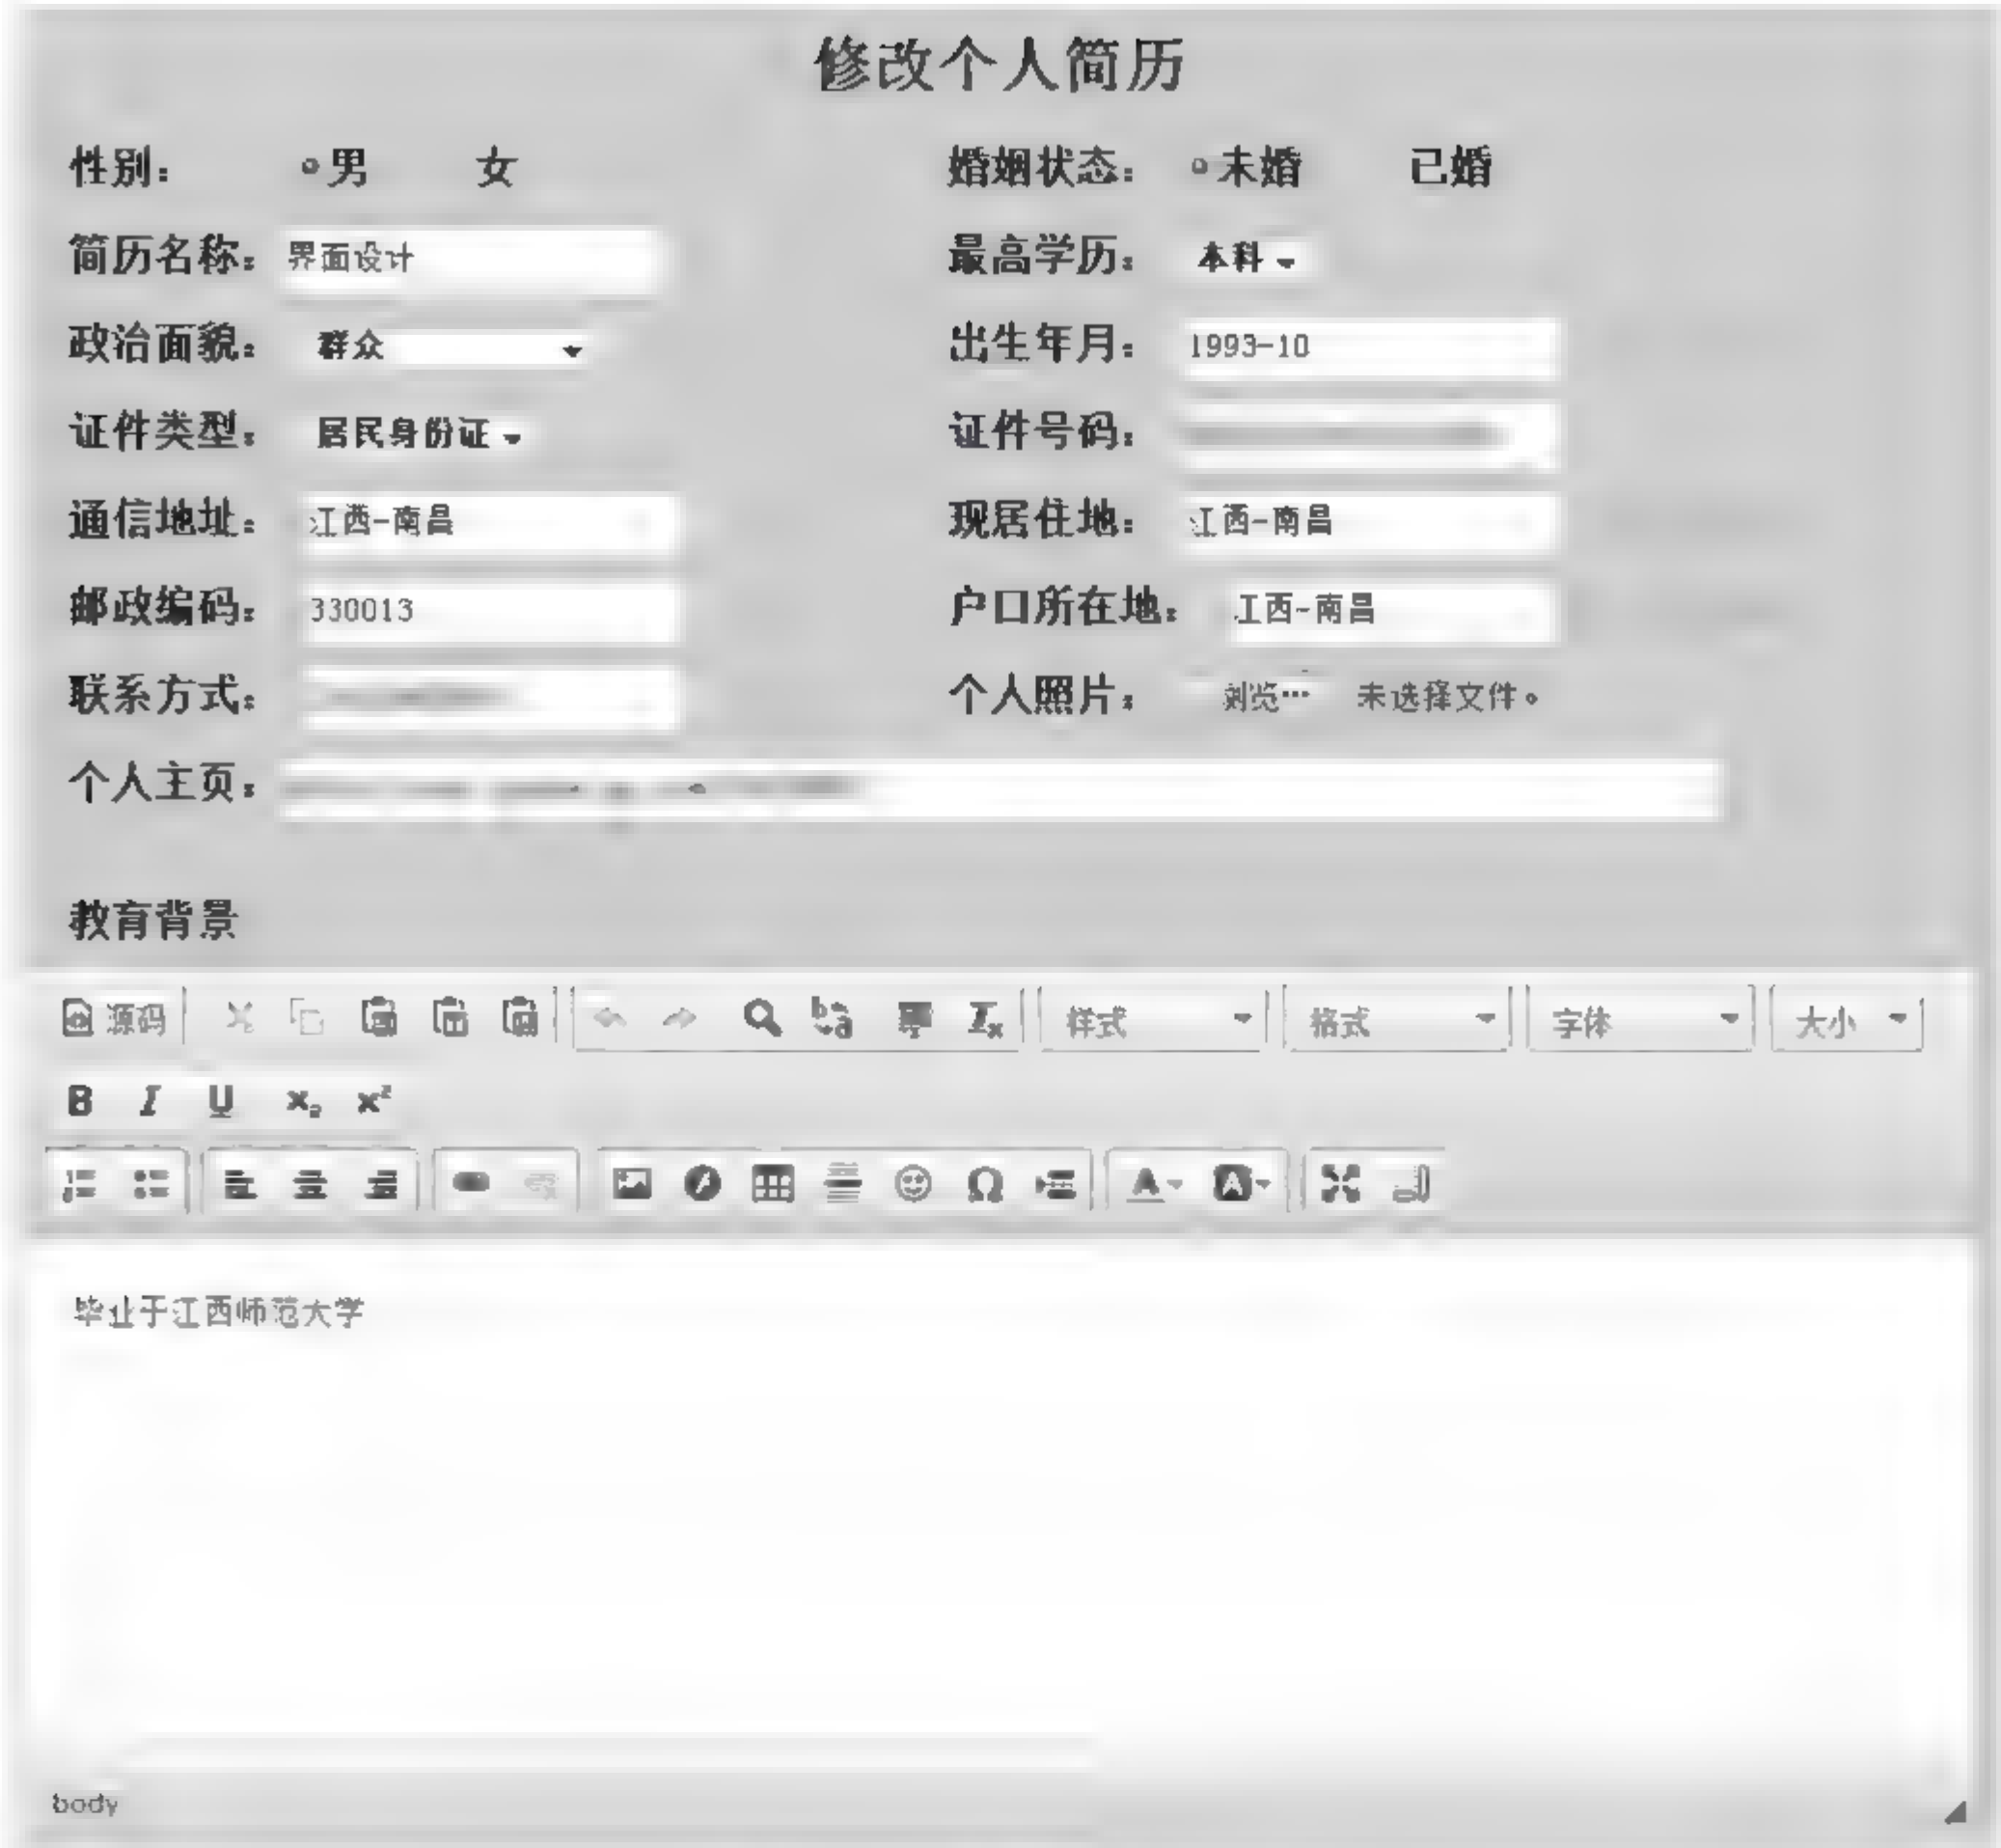 修改个人简历
性别： 男 女 婚姻状态： 未婚 已婚
简历名称： 界面设计 最高学历： 本科
政治面貌： 群众 出生年月： 1993-10
证件类型： 居民身份证 证件号码：
通信地址： 江西-南昌 现居住地： 江西-南昌
邮政编码： 330013 户口所在地： 江西-南昌
联系方式： 个人照片： 浏览… 未选择文件。
个人主页：
教育背景
源码 样式 格式 字体 大小
B I U x₂ x²
毕业于江西师范大学
body